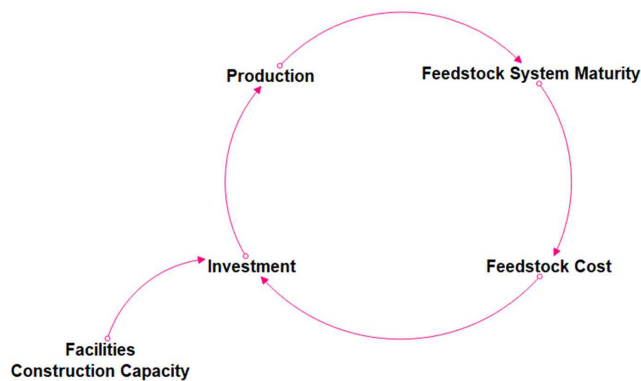 Production
Feedstock System Maturity
Investment
Feedstock Cost
Facilities
Construction Capacity